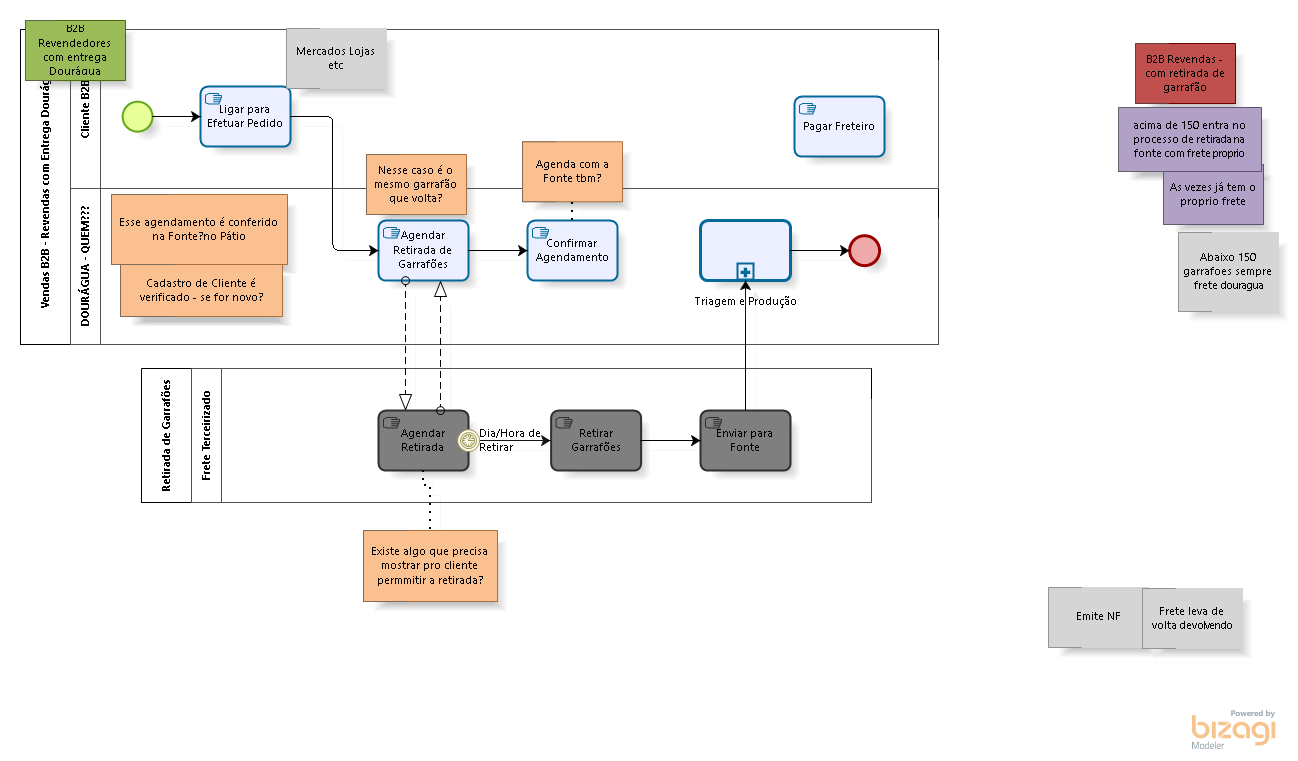 B2B
Revendedores
com entrega
Dourágua
Mercados Lojas
etc
Vendas B2B - Revendas com Entrega Dourág
Cliente B2B
DOURÁGUA - QUEM???
Ligar para
Efetuar Pedido
Pagar Freteiro
Nesse caso é o
mesmo garrafão
que volta?
Agenda com a
Fonte tbm?
Esse agendamento é conferido
na Fonte?no Pátio
Cadastro de Cliente é
verificado - se for novo?
Agendar
Retirada de
Garrafões
Confirmar
Agendamento
Triagem e Produção
Retirada de Garrafões
Frete Terceirizado
Agendar
Retirada
Dia/Hora de
Retirar
Retirar
Garrafões
Enviar para
Fonte
Existe algo que precisa
mostrar pro cliente
permmitir a retirada?
B2B Revendas -
com retirada de
garrafão
acima de 150 entra no
processo de retirada na
fonte com frete proprio
As vezes já tem o
proprio frete
Abaixo 150
garrafoes sempre
frete douragua
Emite NF
Frete leva de
volta devolvendo
Powered by
bizagi
Modeler